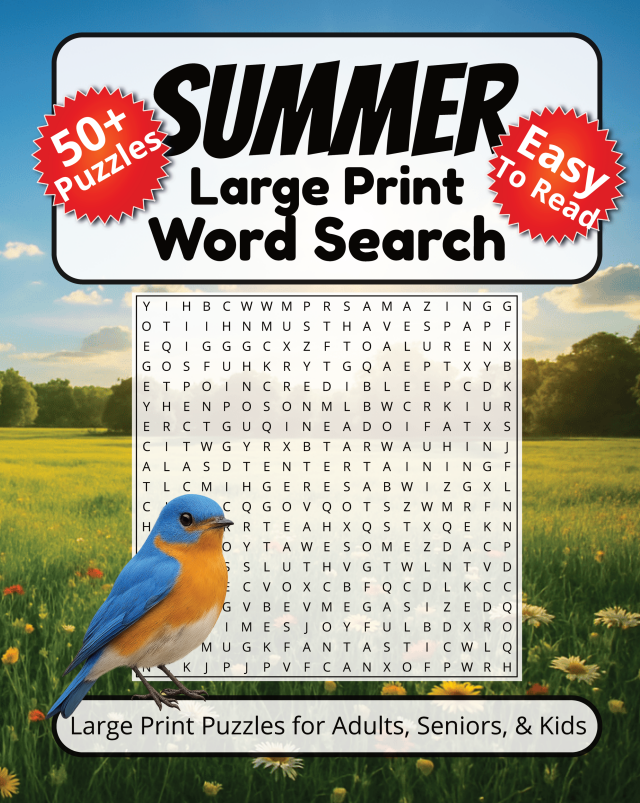 SUMMER
50+
Puzzles
Easy
To Read
Large Print
Word Search
Y I H B C W W M P R S A M A Z I N G G
O T I I H N M U S T H A V E S P A P F
E Q I G G G C X Z F T O A L U R E N X
G O S F U H K R Y T G Q A E P T X Y B
E T P O I N C R E D I B L E E P C D K
Y H E N P O S O N M L B W C R K I U R
E R C T G U Q I N E A D O I F A T X S
C I T W G Y R X B T A R W A U H I N J
A L A S D T E N T E R T A I N I N G F
T L C M I H G E R E S A B W I Z G X L
C C Q G O V Q O T S Z W M R F N
H R R T E A H X Q S T X Q E K N
O Y T A W E S O M E Z D A C P
S S L U T H V G T W L N T V D
E C V O X C B F Q C D L K C C
G V B E V M E G A S I Z E D Q
I M E S J O Y F U L B D X R O
M U G K F A N T A S T I C W L Q
N K J P J P V F C A N X O F P W R H
Large Print Puzzles for Adults, Seniors, & Kids